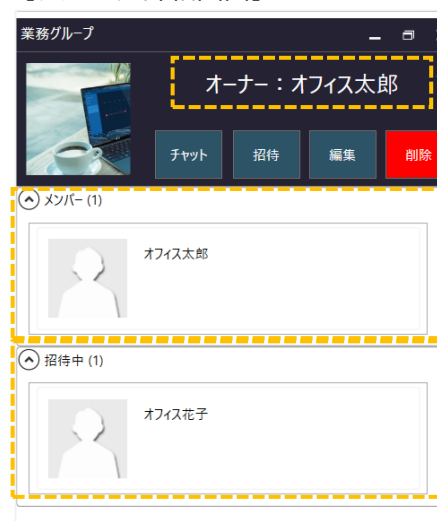 業務グループ
オーナー：オフィス太郎
チャット 招待 編集 削除
メンバー (1)
オフィス太郎
招待中 (1)
オフィス花子